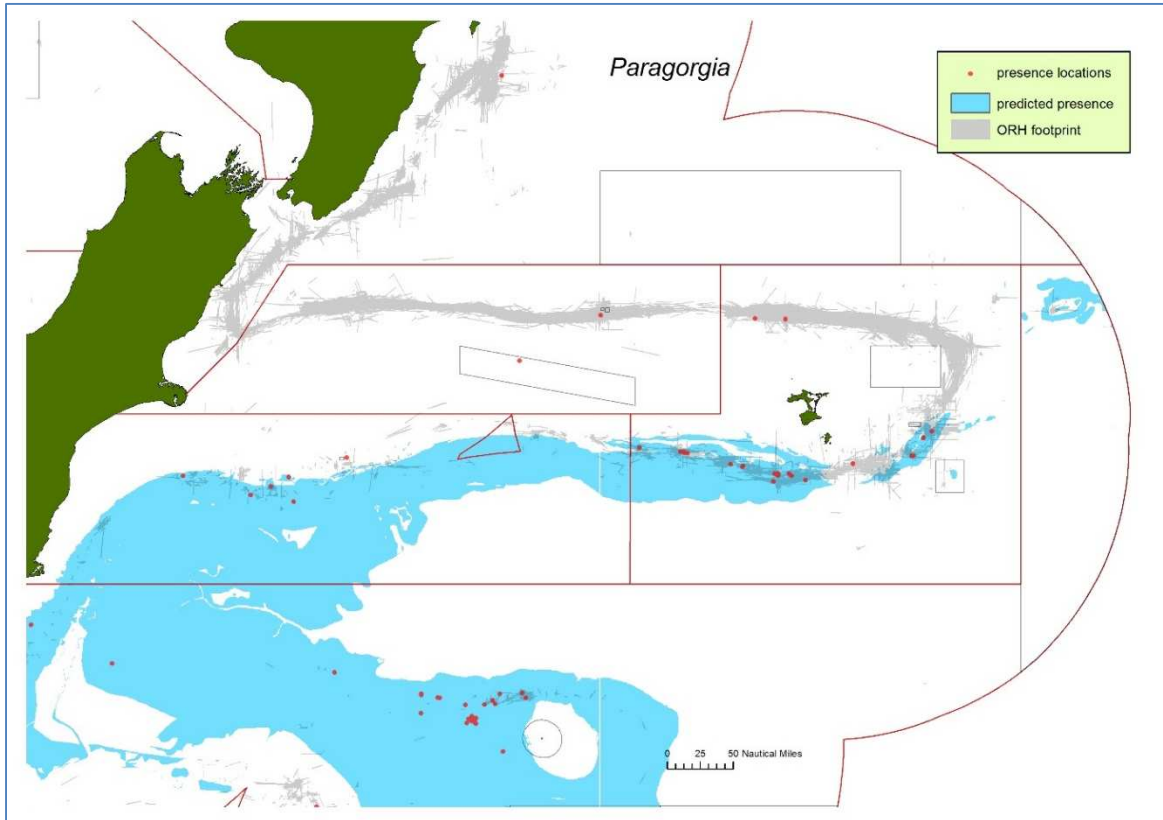 Paragorgia
presence locations
predicted presence
ORH footprint
0 25 50 Nautical Miles